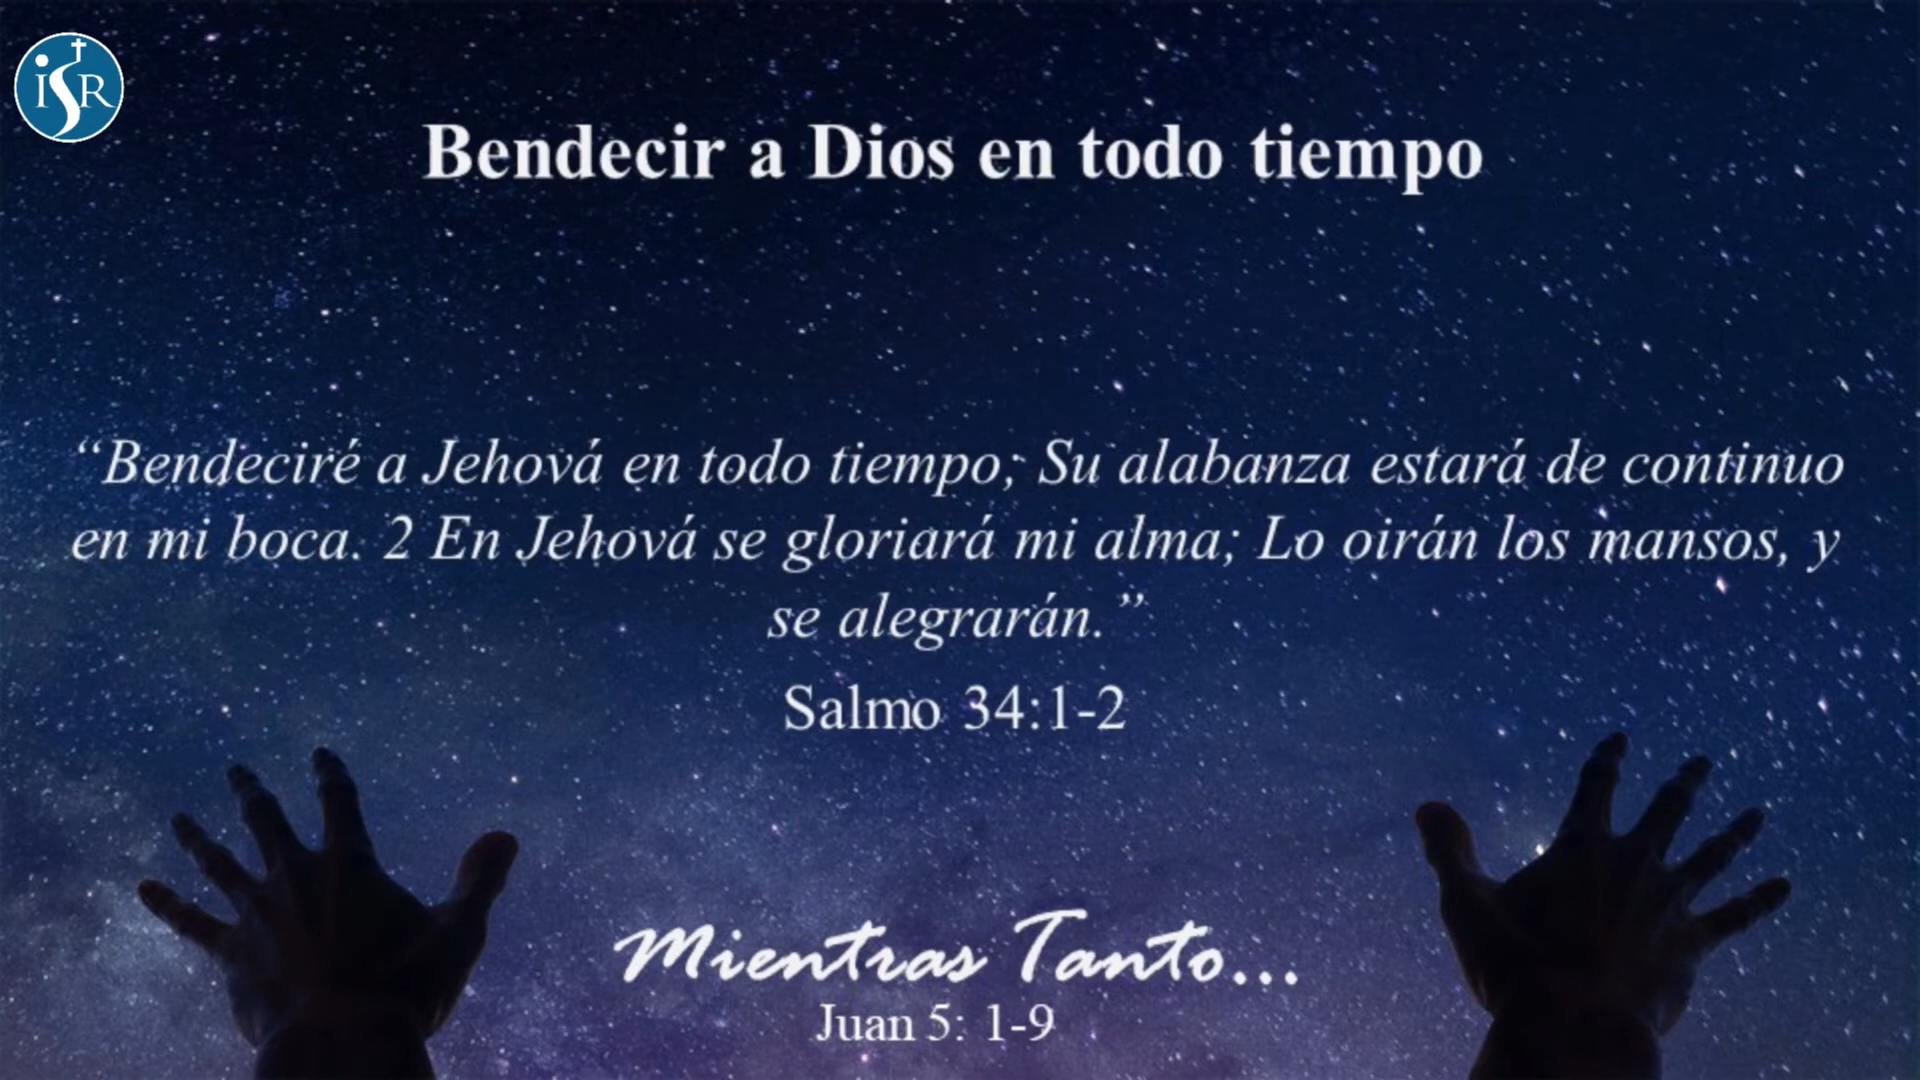 iSR
Bendecir a Dios en todo tiempo
“Bendeciré a Jehová en todo tiempo; Su alabanza estará de continuo
en mi boca. 2 En Jehová se gloriará mi alma; Lo oirán los mansos, y
se alegrarán.”
Salmo 34:1-2
Mientras Tanto...
Juan 5: 1-9